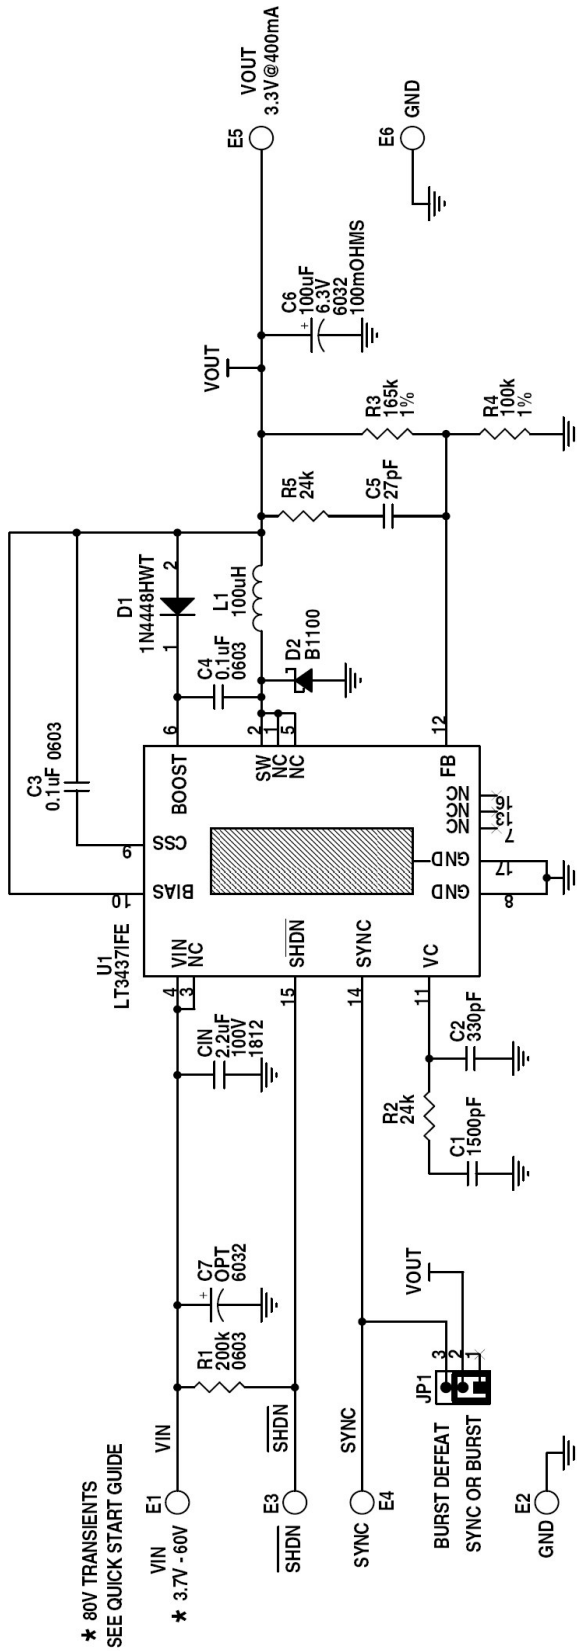 * 80V TRANSIENTS
SEE QUICK START GUIDE
VIN
* 3.7V - 60V
E1
VIN
R1
200k
0603
C7
OPT
6032
+
CIN
2.2uF
100V
1812
SHDN
E3
SHDN
SYNC
E4
SYNC
JP1
3
2
1
BURST DEFEAT
SYNC OR BURST
VOUT
E2
GND
R2
24k
C1
1500pF
C2
330pF
U1
LT3437IFE
4
VIN
3
NC
15
SHDN
14
SYNC
11
VC
10
BIAS
9
CSS
6
BOOST
2
SW
1
NC
5
NC
12
FB
8
GND
17
GND
7
NC
13
NC
16
NC
C3
0.1uF 0603
D1
1N4448HWT
1
2
C4
0.1uF
0603
L1
100uH
D2
B1100
R5
24k
C5
27pF
R3
165k
1%
R4
100k
1%
VOUT
C6
100uF
6.3V
6032
100mOHMS
+
E5
VOUT
3.3V@400mA
E6
GND